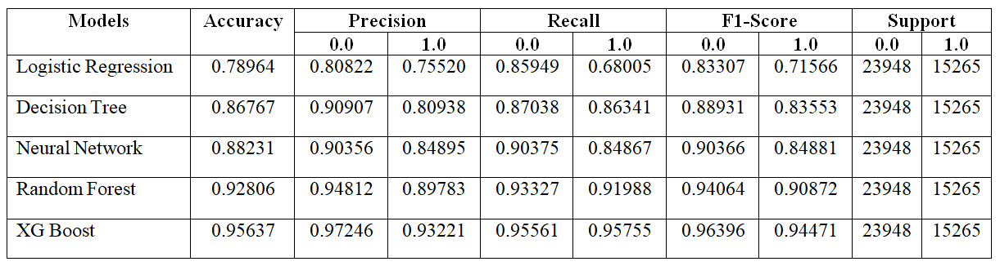 Models Accuracy Precision Recall F1-Score Support
0.0 1.0 0.0 1.0 0.0 1.0 0.0 1.0
Logistic Regression 0.78964 0.80822 0.75520 0.85949 0.68005 0.83307 0.71566 23948 15265
Decision Tree 0.86767 0.90907 0.80938 0.87038 0.86341 0.88931 0.83553 23948 15265
Neural Network 0.88231 0.90356 0.84895 0.90375 0.84867 0.90366 0.84881 23948 15265
Random Forest 0.92806 0.94812 0.89783 0.93327 0.91988 0.94064 0.90872 23948 15265
XG Boost 0.95637 0.97246 0.93221 0.95561 0.95755 0.96396 0.94471 23948 15265